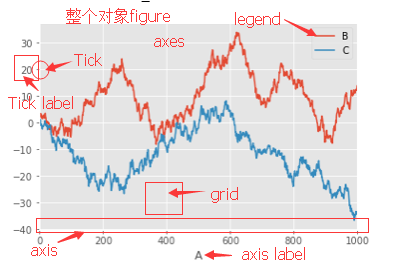 整个对象figure
legend
B
C
axes
30
20
10
0
−10
−20
−30
−40
Tick
Tick label
grid
0
200
400
600
800
1000
axis
A
axis label